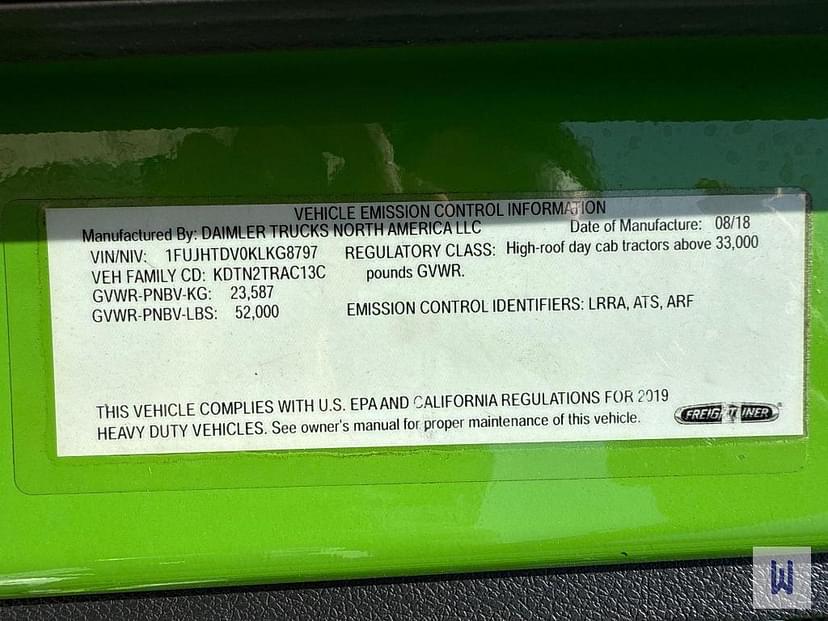 VEHICLE EMISSION CONTROL INFORMATION
Manufactured By: DAIMLER TRUCKS NORTH AMERICA LLC Date of Manufacture: 08/18
VIN/NIV: 1FUJHTDV0KLKG8797 REGULATORY CLASS: High-roof day cab tractors above 33,000
VEH FAMILY CD: KDTN2TRAC13C pounds GVWR.
GVWR-PNBV-KG: 23,587
GVWR-PNBV-LBS: 52,000 EMISSION CONTROL IDENTIFIERS: LRRA, ATS, ARF
THIS VEHICLE COMPLIES WITH U.S. EPA AND CALIFORNIA REGULATIONS FOR 2019
HEAVY DUTY VEHICLES. See owner's manual for proper maintenance of this vehicle.
FREIGHTLINER
W